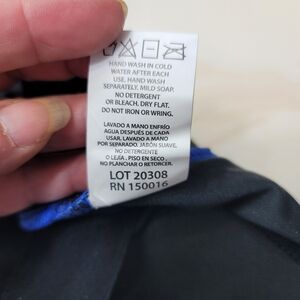 HAND WASH IN COLD
WATER AFTER EACH
USE. HAND WASH
SEPARATELY. MILD SOAP.
NO DETERGENT
OR BLEACH. DRY FLAT.
DO NOT IRON OR WRING.
LAVADO A MANO ENFRÍO
AGUA DESPUÉS DE CADA
USAR. LAVADO A MANO
POR SEPARADO. JABÓN SUAVE.
NO DETERGENTE
O LEJÍA. PISO EN SECO.
NO PLANCHAR O RETORCER.
LOT 20308
RN 150016